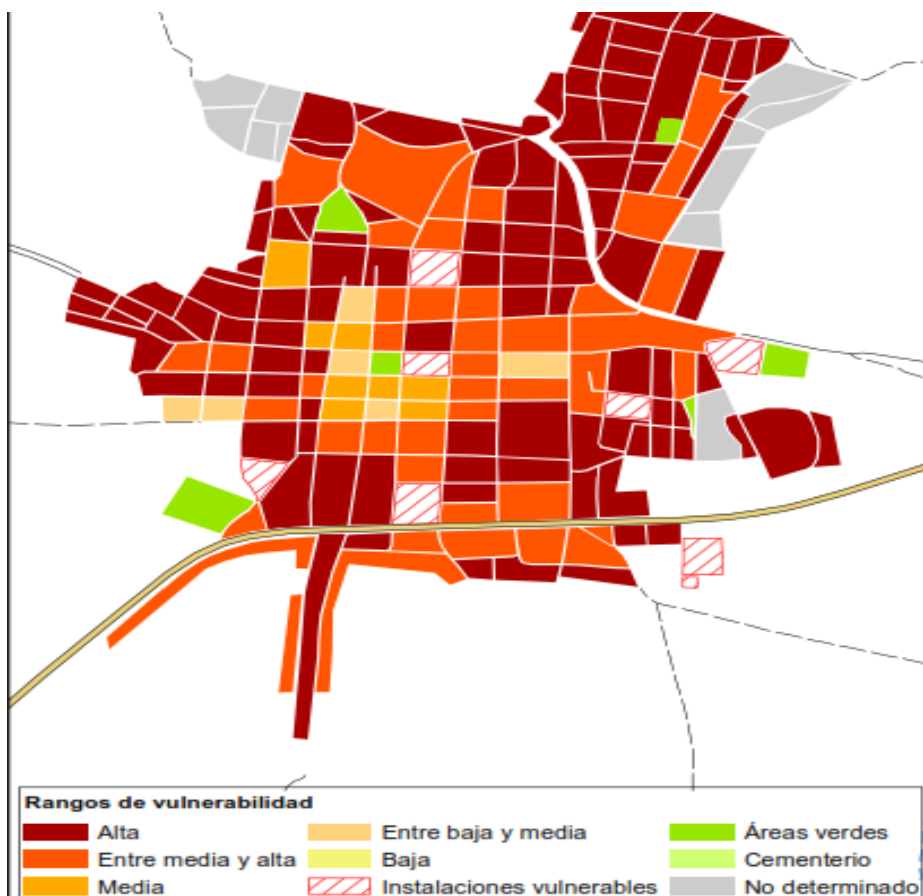 Rangos de vulnerabilidad
Alta
Entre baja y media
Áreas verdes
Entre media y alta
Baja
Cementerio
Media
Instalaciones vulnerables
No determinado